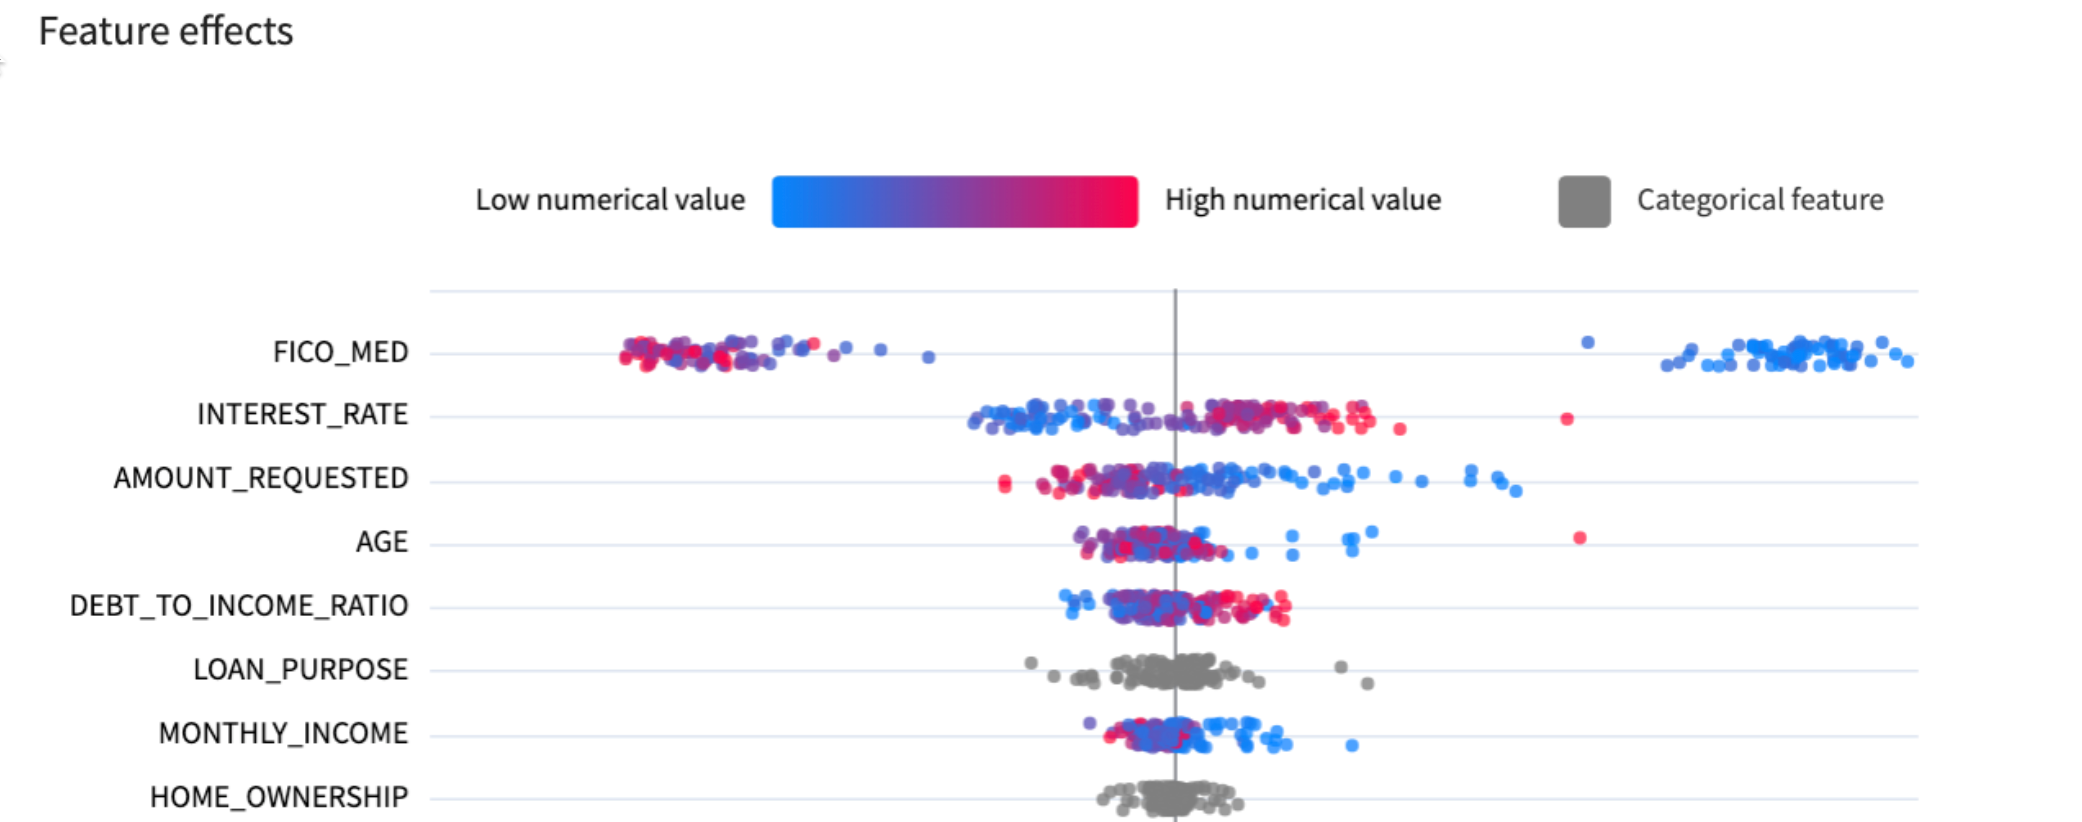 Feature effects
Low numerical value
High numerical value
Categorical feature
FICO_MED
INTEREST_RATE
AMOUNT_REQUESTED
AGE
DEBT_TO_INCOME_RATIO
LOAN_PURPOSE
MONTHLY_INCOME
HOME_OWNERSHIP